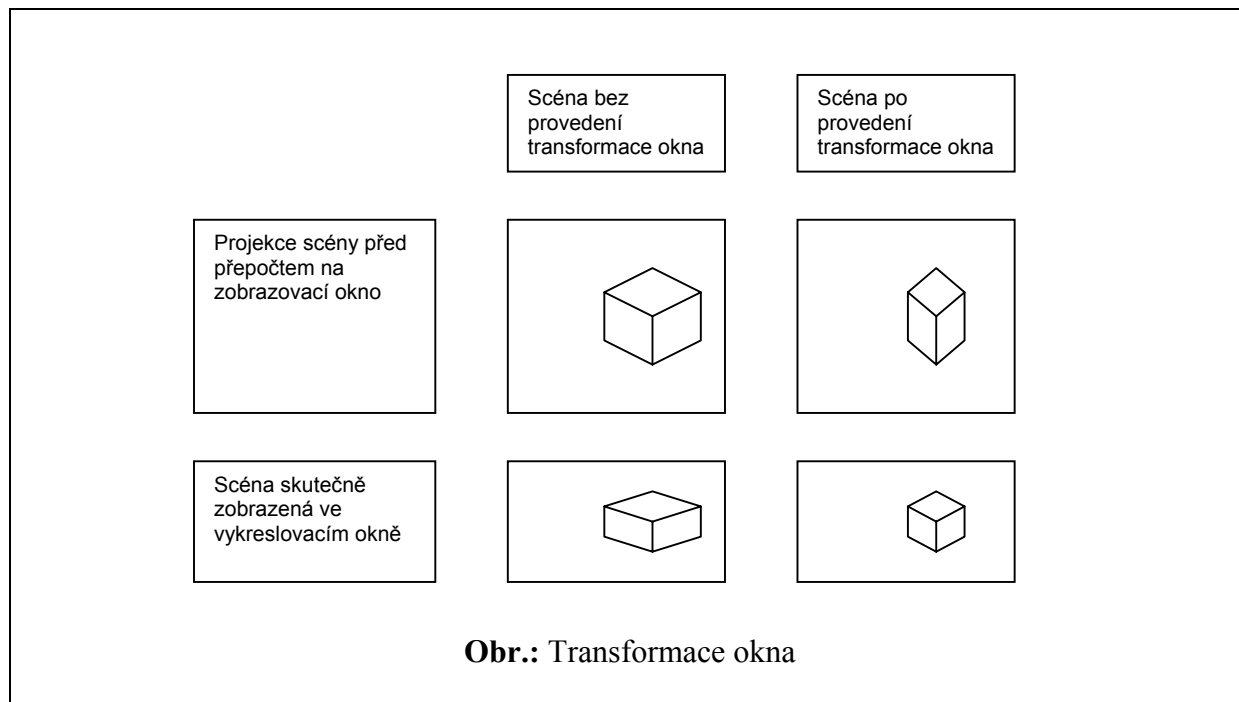 Scéna bez
provedení
transformace okna
Scéna po
provedení
transformace okna
Projekce scény před
přepočtem na
zobrazovací okno
Scéna skutečně
zobrazená ve
vykreslovacím okně
Obr.: Transformace okna